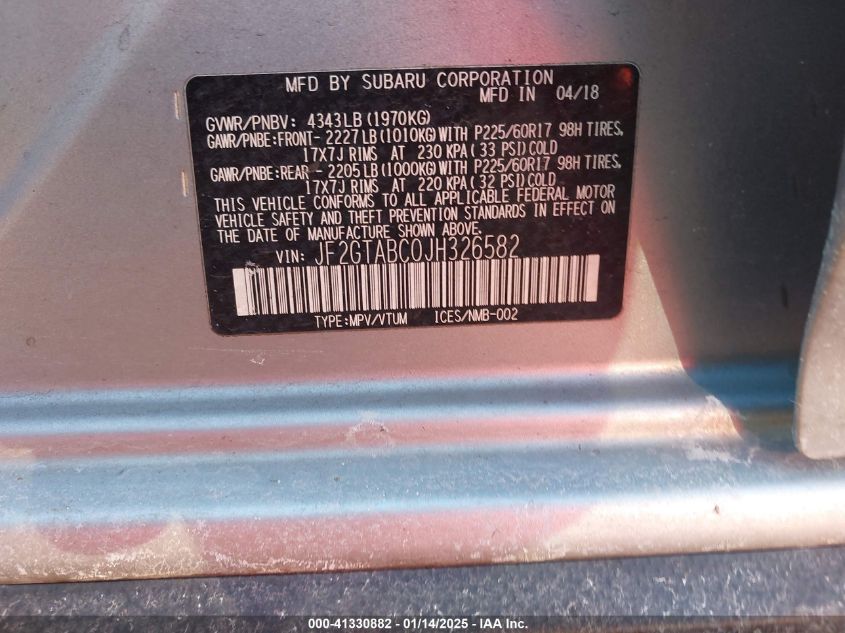 MFD BY SUBARU CORPORATION
MFD IN 04/18
GVWR/PNBV: 4343LB(1970KG)
GAWR/PNBE:FRONT- 2227LB(1010KG)WITH P225/60R17 98H TIRES,
17X7J RIMS AT 230 KPA(33 PSI)COLD
GAWR/PNBE:REAR - 2205LB(1000KG)WITH P225/60R17 98H TIRES,
17X7J RIMS AT 220 KPA(32 PSI)COLD
THIS VEHICLE CONFORMS TO ALL APPLICABLE FEDERAL MOTOR
VEHICLE SAFETY AND THEFT PREVENTION STANDARDS IN EFFECT ON
THE DATE OF MANUFACTURE SHOWN ABOVE.
VIN: JF2GTABC0JH326582
TYPE:MPV/VTUM ICES/NMB-002
000-41330882 - 01/14/2025 - IAA Inc.